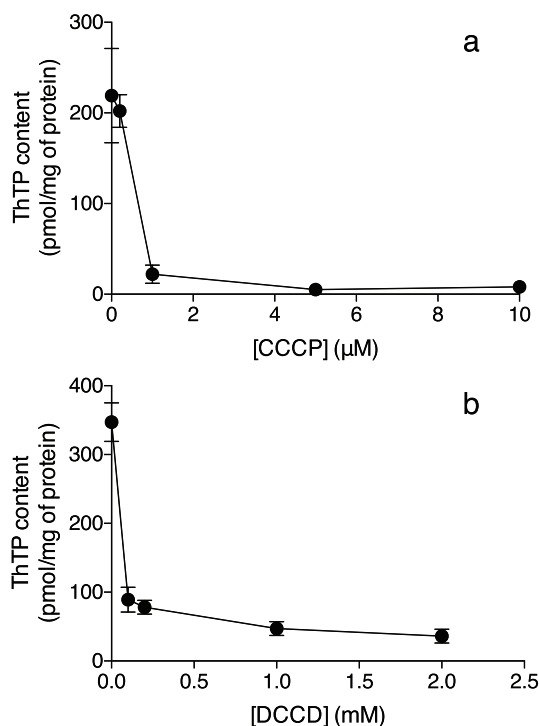 a
300
200
100
0
ThTP content
(pmol/mg of protein)
0 2 4 6 8 10
[CCCP] (µM)
b
400
300
200
100
0
ThTP content
(pmol/mg of protein)
0.0 0.5 1.0 1.5 2.0 2.5
[DCCD] (mM)